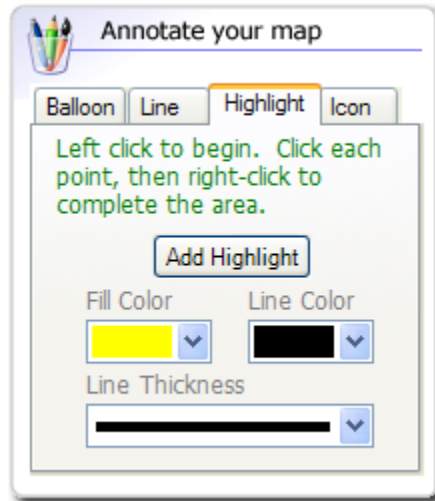 Annotate your map
Balloon Line Highlight Icon
Left click to begin. Click each
point, then right-click to
complete the area.
Add Highlight
Fill Color Line Color
Line Thickness